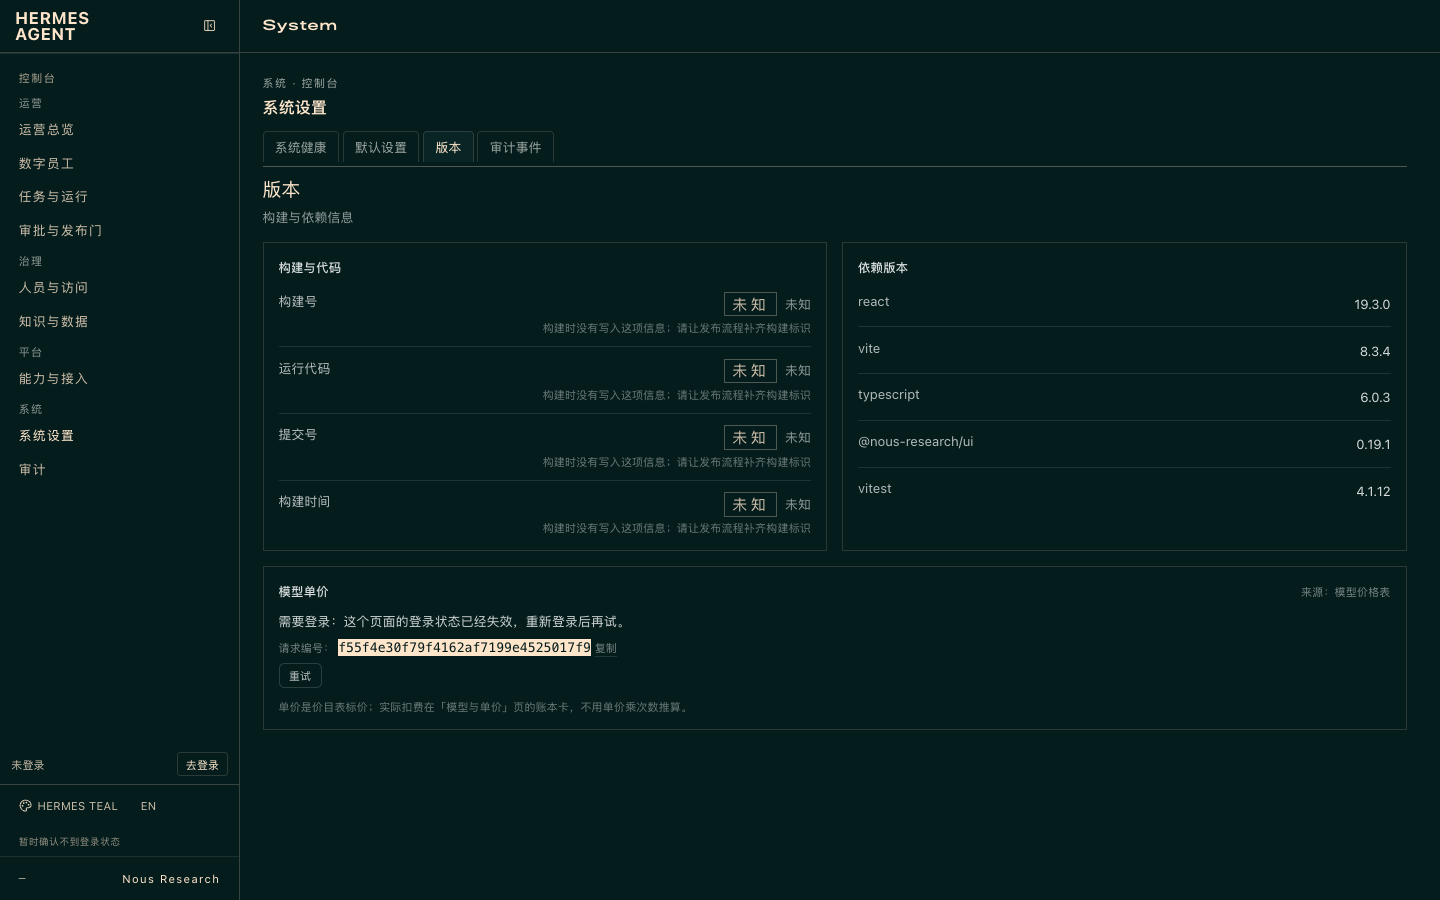 HERMES
AGENT
System
控制台
运营
运营总览
数字员工
任务与运行
审批与发布门
治理
人员与访问
知识与数据
平台
能力与接入
系统
系统设置
审计
未登录
去登录
HERMES TEAL EN
暂时确认不到登录状态
– Nous Research
系统 · 控制台
系统设置
系统健康 默认设置 版本 审计事件
版本
构建与依赖信息
构建与代码
构建号 未知 未知
构建时没有写入这项信息；请让发布流程补齐构建标识
运行代码 未知 未知
构建时没有写入这项信息；请让发布流程补齐构建标识
提交号 未知 未知
构建时没有写入这项信息；请让发布流程补齐构建标识
构建时间 未知 未知
构建时没有写入这项信息；请让发布流程补齐构建标识
依赖版本
react 19.3.0
vite 8.3.4
typescript 6.0.3
@nous-research/ui 0.19.1
vitest 4.1.12
模型单价 来源：模型价格表
需要登录：这个页面的登录状态已经失效，重新登录后再试。
请求编号： f55f4e30f79f4162af7199e4525017f9 复制
重试
单价是价目表标价；实际扣费在「模型与单价」页的账本卡，不用单价乘次数推算。